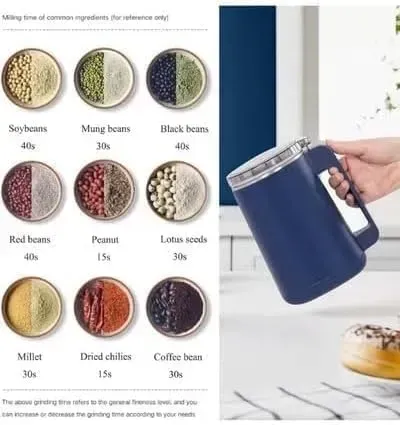 Milling time of common ingredients (for reference only)
Soybeans Mung beans Black beans
40s 30s 40s
Red beans Peanut Lotus seeds
40s 15s 30s
Millet Dried chilies Coffee bean
30s 15s 30s
The above grinding time refers to the general fineness level, and you
can increase or decrease the grinding time according to your needs